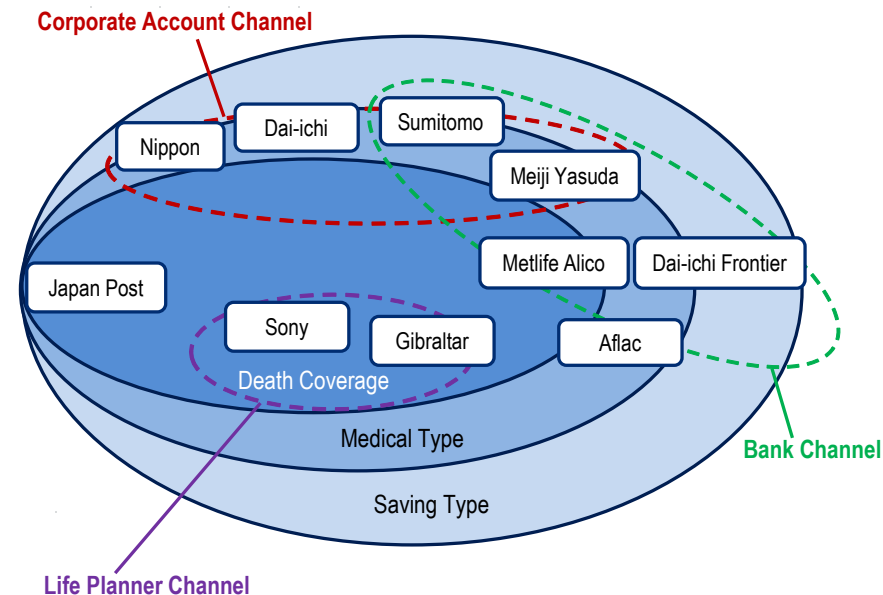 Corporate Account Channel
Sumitomo
Dai-ichi
Nippon
Meiji Yasuda
Metlife Alico
Dai-ichi Frontier
Japan Post
Sony
Gibraltar
Aflac
Death Coverage
Medical Type
Bank Channel
Saving Type
Life Planner Channel